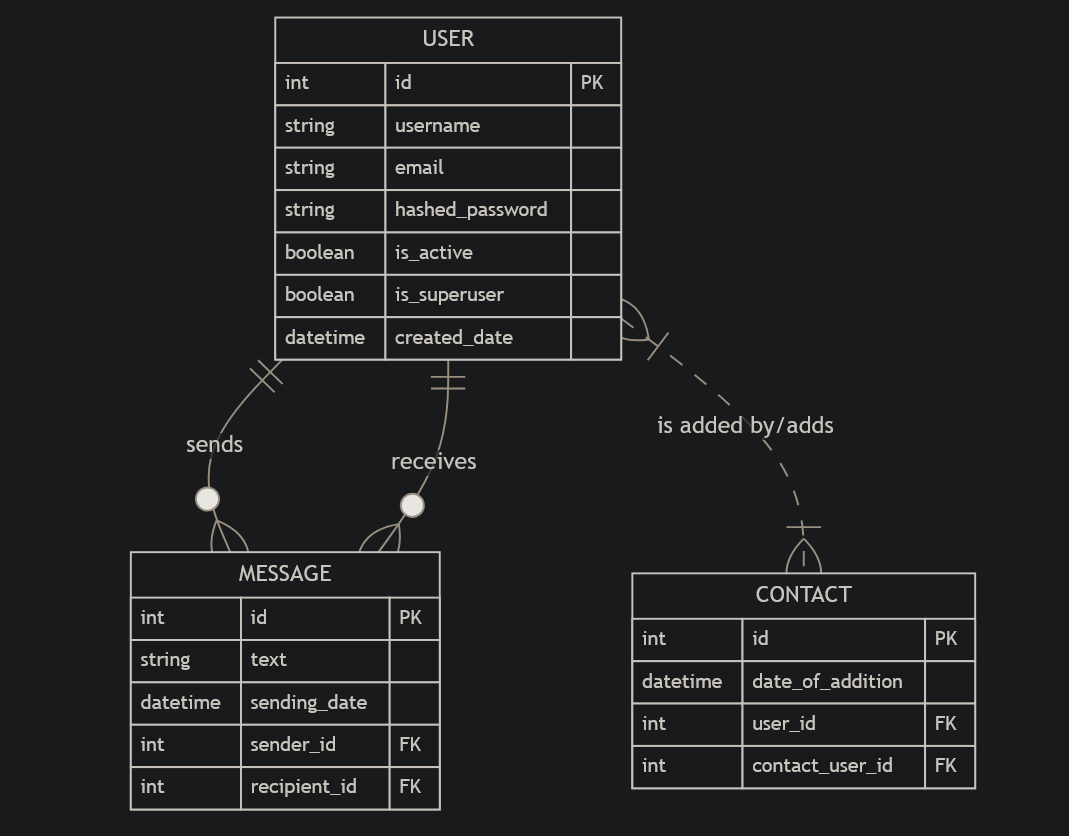 USER
int id PK
string username
string email
string hashed_password
boolean is_active
boolean is_superuser
datetime created_date
sends
receives
is added by/adds
MESSAGE
int id PK
string text
datetime sending_date
int sender_id FK
int recipient_id FK
CONTACT
int id PK
datetime date_of_addition
int user_id FK
int contact_user_id FK